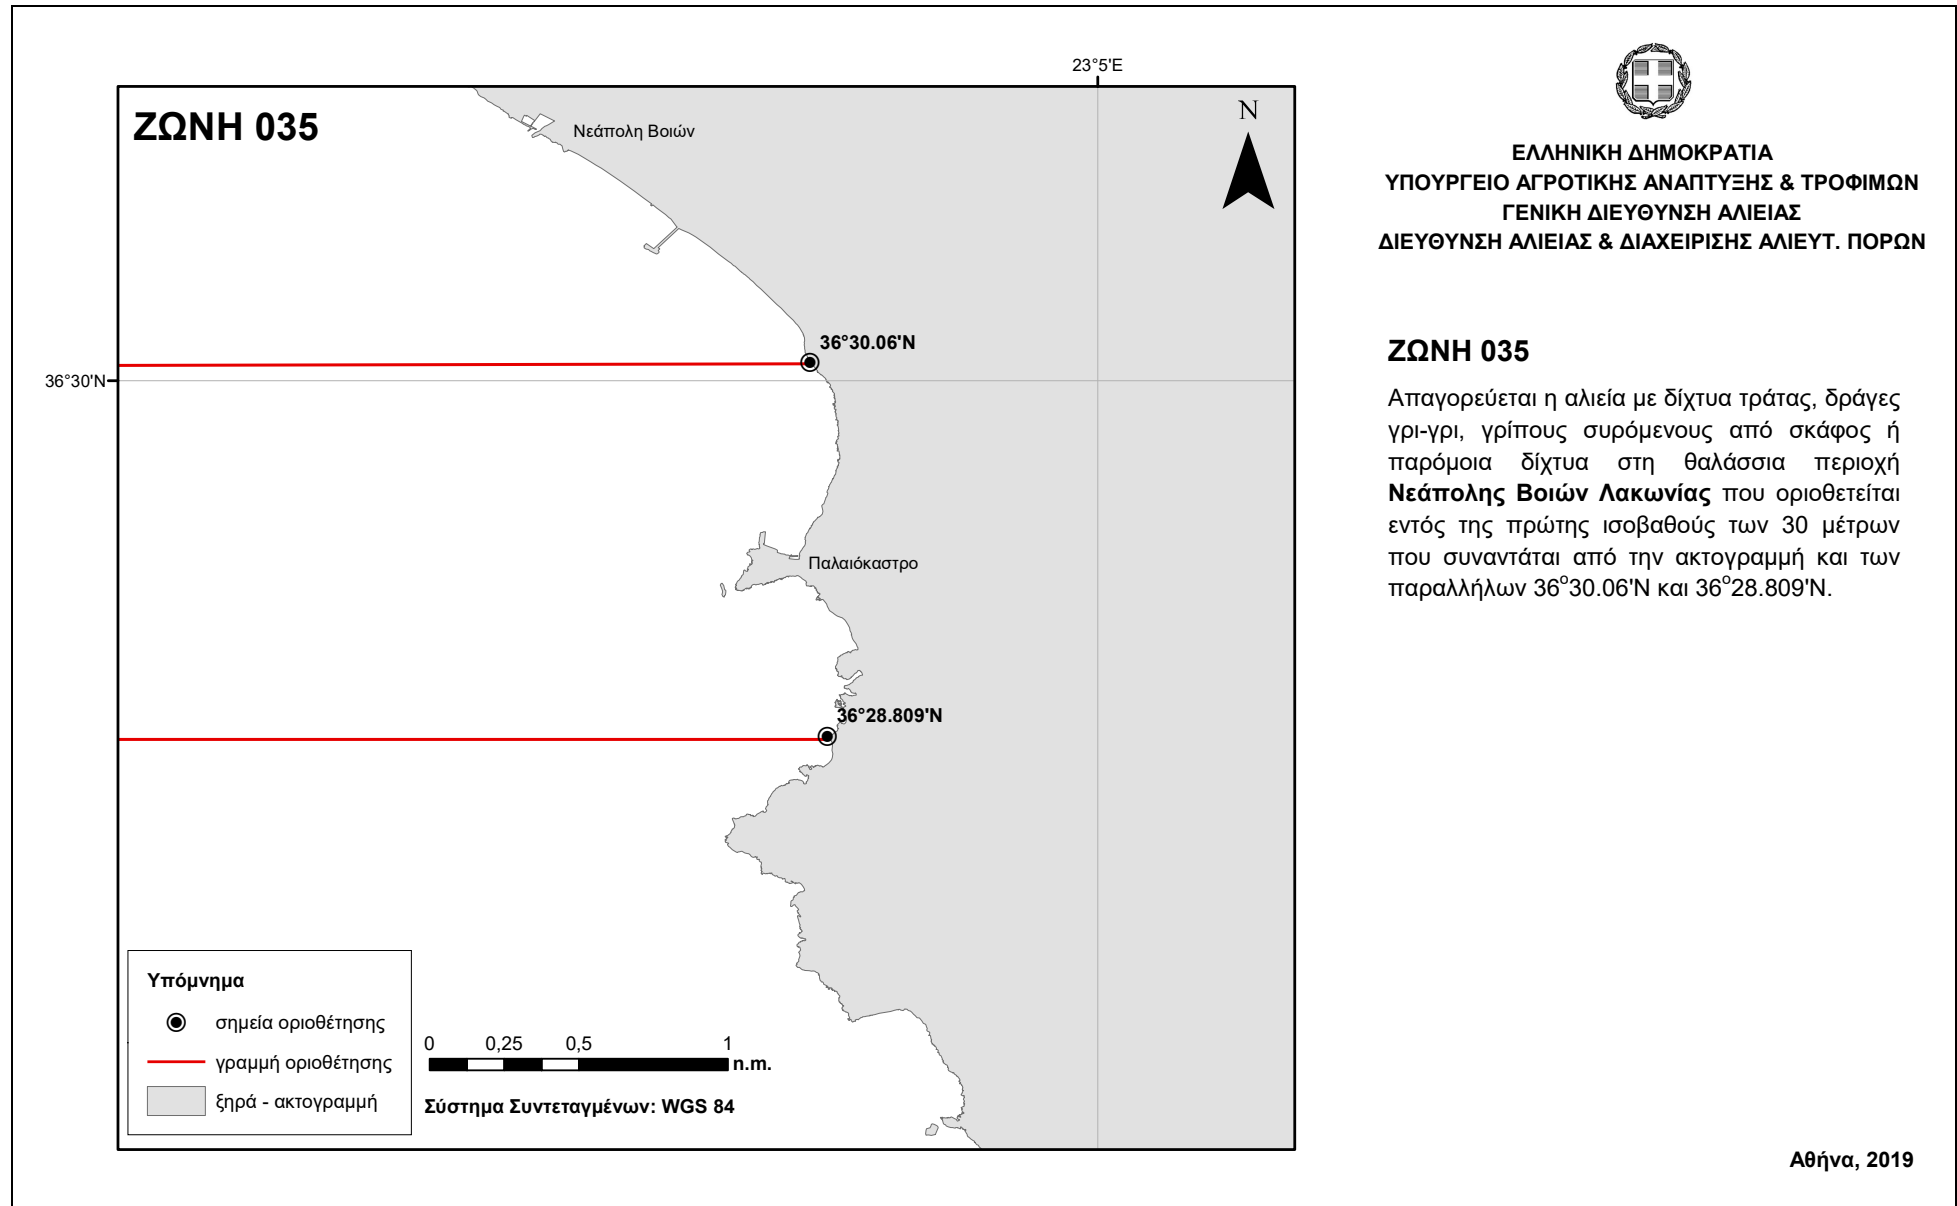 23°5'E
ΖΩΝΗ 035
Νεάπολη Βοιών
N
36°30.06'N
36°30'N
Παλαιόκαστρο
36°28.809'N
Υπόμνημα
σημεία οριοθέτησης
γραμμή οριοθέτησης
ξηρά - ακτογραμμή
0 0,25 0,5 1
n.m.
Σύστημα Συντεταγμένων: WGS 84
ΕΛΛΗΝΙΚΗ ΔΗΜΟΚΡΑΤΙΑ
ΥΠΟΥΡΓΕΙΟ ΑΓΡΟΤΙΚΗΣ ΑΝΑΠΤΥΞΗΣ & ΤΡΟΦΙΜΩΝ
ΓΕΝΙΚΗ ΔΙΕΥΘΥΝΣΗ ΑΛΙΕΙΑΣ
ΔΙΕΥΘΥΝΣΗ ΑΛΙΕΙΑΣ & ΔΙΑΧΕΙΡΙΣΗΣ ΑΛΙΕΥΤ. ΠΟΡΩΝ
ΖΩΝΗ 035
Απαγορεύεται η αλιεία με δίχτυα τράτας, δράγες
γρι-γρι, γρίπους συρόμενους από σκάφος ή
παρόμοια δίχτυα στη θαλάσσια περιοχή
Νεάπολης Βοιών Λακωνίας που οριοθετείται
εντός της πρώτης ισοβαθούς των 30 μέτρων
που συναντάται από την ακτογραμμή και των
παραλλήλων 36°30.06'N και 36°28.809'N.
Αθήνα, 2019